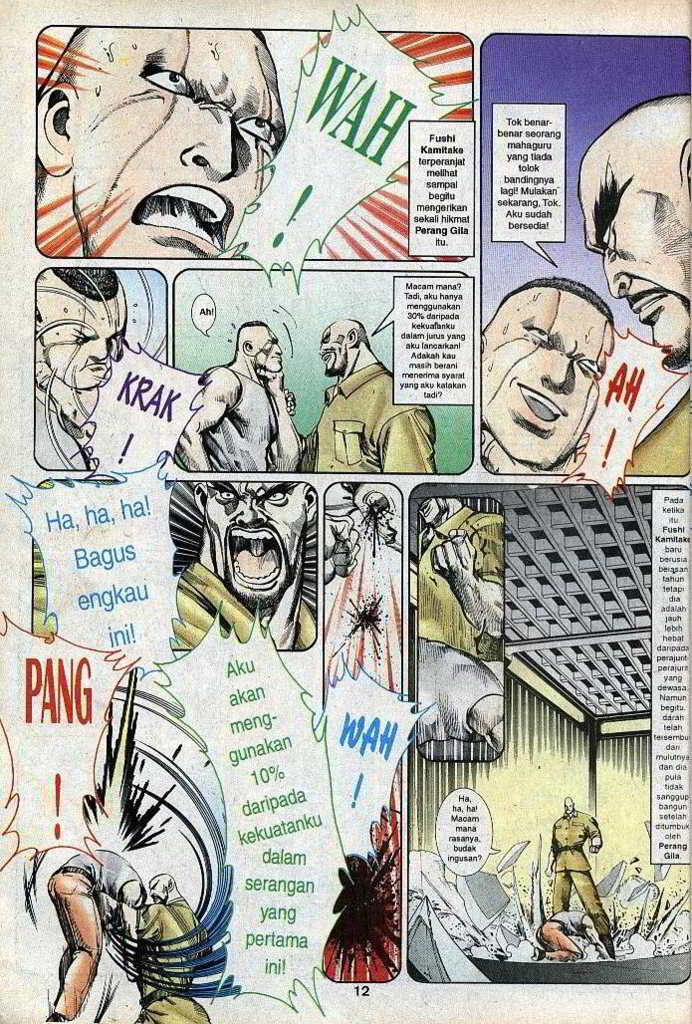 WAH
!
Fushi
Kamitake
terperanjat
melihat
sampai
begitu
mengerikan
sekali hikmat
Perang Gila
itu.
Tok benar-
benar seorang
mahaguru
yang tiada
tolok
bandingnya
lagi! Mulakan
sekarang, Tok.
Aku sudah
bersedia!
AH
!
KRAK
!
Ah!
Macam mana?
Tadi, aku hanya
menggunakan
30% daripada
kekuatanku
dalam jurus yang
aku lancarkan!
Adakah kau
masih berani
menerima syarat
yang aku katakan
tadi?
Ha, ha, ha!
Bagus
engkau
ini!
PANG
!
Aku
akan
meng-
gunakan
10%
daripada
kekuatanku
dalam
serangan
yang
pertama
ini!
WAH
!
Pada
ketika
itu
Fushi
Kamitake
baru
berusia
belasan
tahun
tetapi
dia
adalah
jauh
lebih
hebat
daripada
perajurit-
perajurit
yang
dewasa.
Namun
begitu,
darah
telah
tersembur
dari
mulutnya
dan dia
pula
tidak
sanggup
bangun
setelah
ditumbuk
oleh
Perang
Gila.
Ha,
ha, ha!
Macam
mana
rasanya,
budak
ingusan?
12